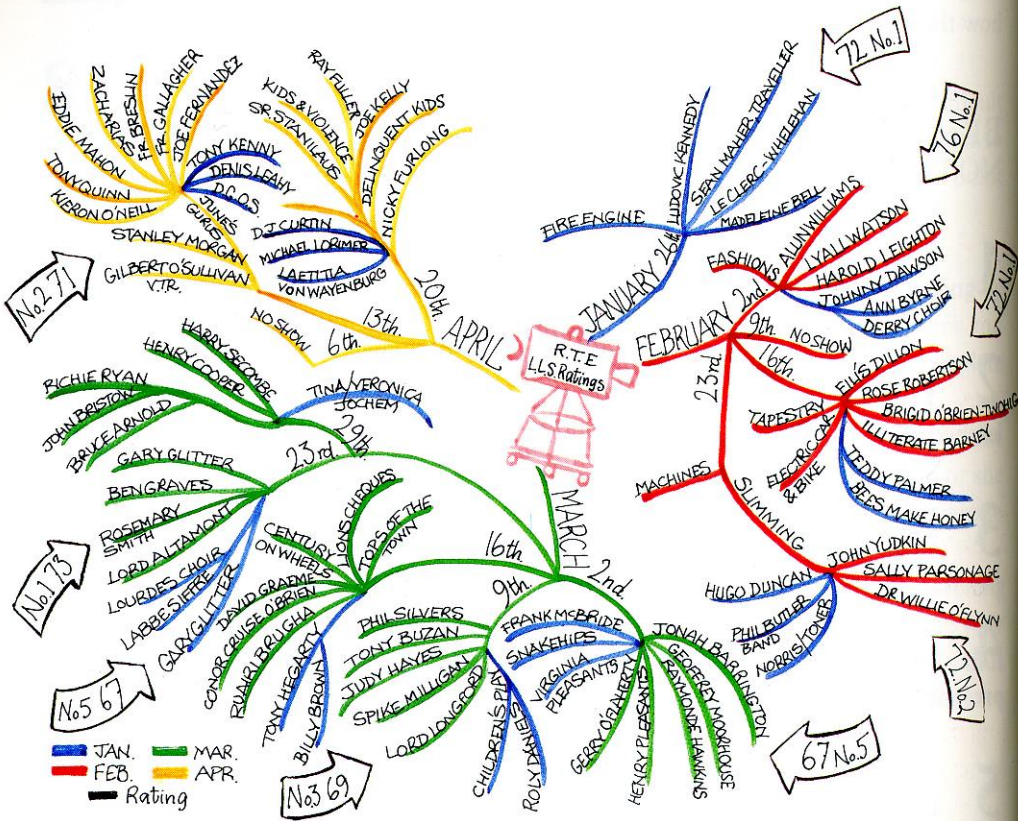 R.T.E
L.L.S. Ratings
72 No.1
JANUARY 26th
FIRE ENGINE
LUDOVIC KENNEDY
SEAN MAHER, TRAVELLER
LE CLERC - WHELEHAN
MADELEINE BELL
76 No.1
FEBRUARY 2nd.
FASHIONS
ALUN WILLIAMS
LYALL WATSON
HAROLD LEIGHTON
JOHNNY DAWSON
ANN BYRNE
DERRY CHOIR
72 No.1
9th.
NO SHOW
16th.
EILIS DILLON
ROSE ROBERTSON
BRIGID O'BRIEN-TWOHIG
ILLITERATE BARNEY
TEDDY PALMER
BEES MAKE HONEY
TAPESTRY
ELECTRIC CAR
& BIKE
23rd
MACHINES
SLIMMING
JOHN YUDKIN
SALLY PARSONAGE
DR WILLIE O'FLYNN
HUGO DUNCAN
PHIL BUTLER
BAND
NORRIS/TONER
72 No.2
MARCH 2nd.
JONAH BARRINGTON
GEOFFREY MOORHOUSE
RAYMONDE HAWKINS
HENRY PLEASANTS
GERRY O'FLAHERTY
FRANK McBRIDE
SNAKEHIPS
VIRGINIA
PLEASANTS
67 No.5
9th.
PHIL SILVERS
TONY BUZAN
JUDY HAYES
SPIKE MILLIGAN
LORD LONGFORD
CHILDREN'S PLAY
ROLY DANIELS
No.3 69
16th.
TOPS OF THE
TOWN
LIONS CHEQUES
CENTURY
ON WHEELS
DAVID GRAEME
CONOR CRUISE O'BRIEN
RUAIRI BRUGHA
TONY HEGARTY
BILLY BROWN
No.5 67
23rd.
GARY GLITTER
BEN GRAVES
ROSEMARY
SMITH
LORD ALTAMONT
LOURDES CHOIR
LABBE SIFFRE
GARY GLITTER
No.1 73
29th.
TINA/VERONICA
JOCHEM
HARRY SECOMBE
HENRY COOPER
RICHIE RYAN
JOHN BRISTOW
BRUCE ARNOLD
No.2 71
APRIL
6th.
NO SHOW
13th.
GILBERT O'SULLIVAN
V.T.R.
STANLEY MORGAN
JUNE'S
GURUS
KIERON O'NEILL
TONY QUINN
EDDIE MAHON
ZACHARIAS
FR. BRESLIN
FR. GALLAGHER
JOE FERNANDEZ
TONY KENNY
DENIS LEAHY
D.C.O.S.
20th.
SR. STANILAUS
KIDS & VIOLENCE
RAY FULLER
JOE KELLY
DELINQUENT KIDS
NICKY FURLONG
D.J. CURTIN
MICHAEL LORIMER
LAETITIA
VON WAYENBURG
JAN.
FEB.
MAR.
APR.
Rating